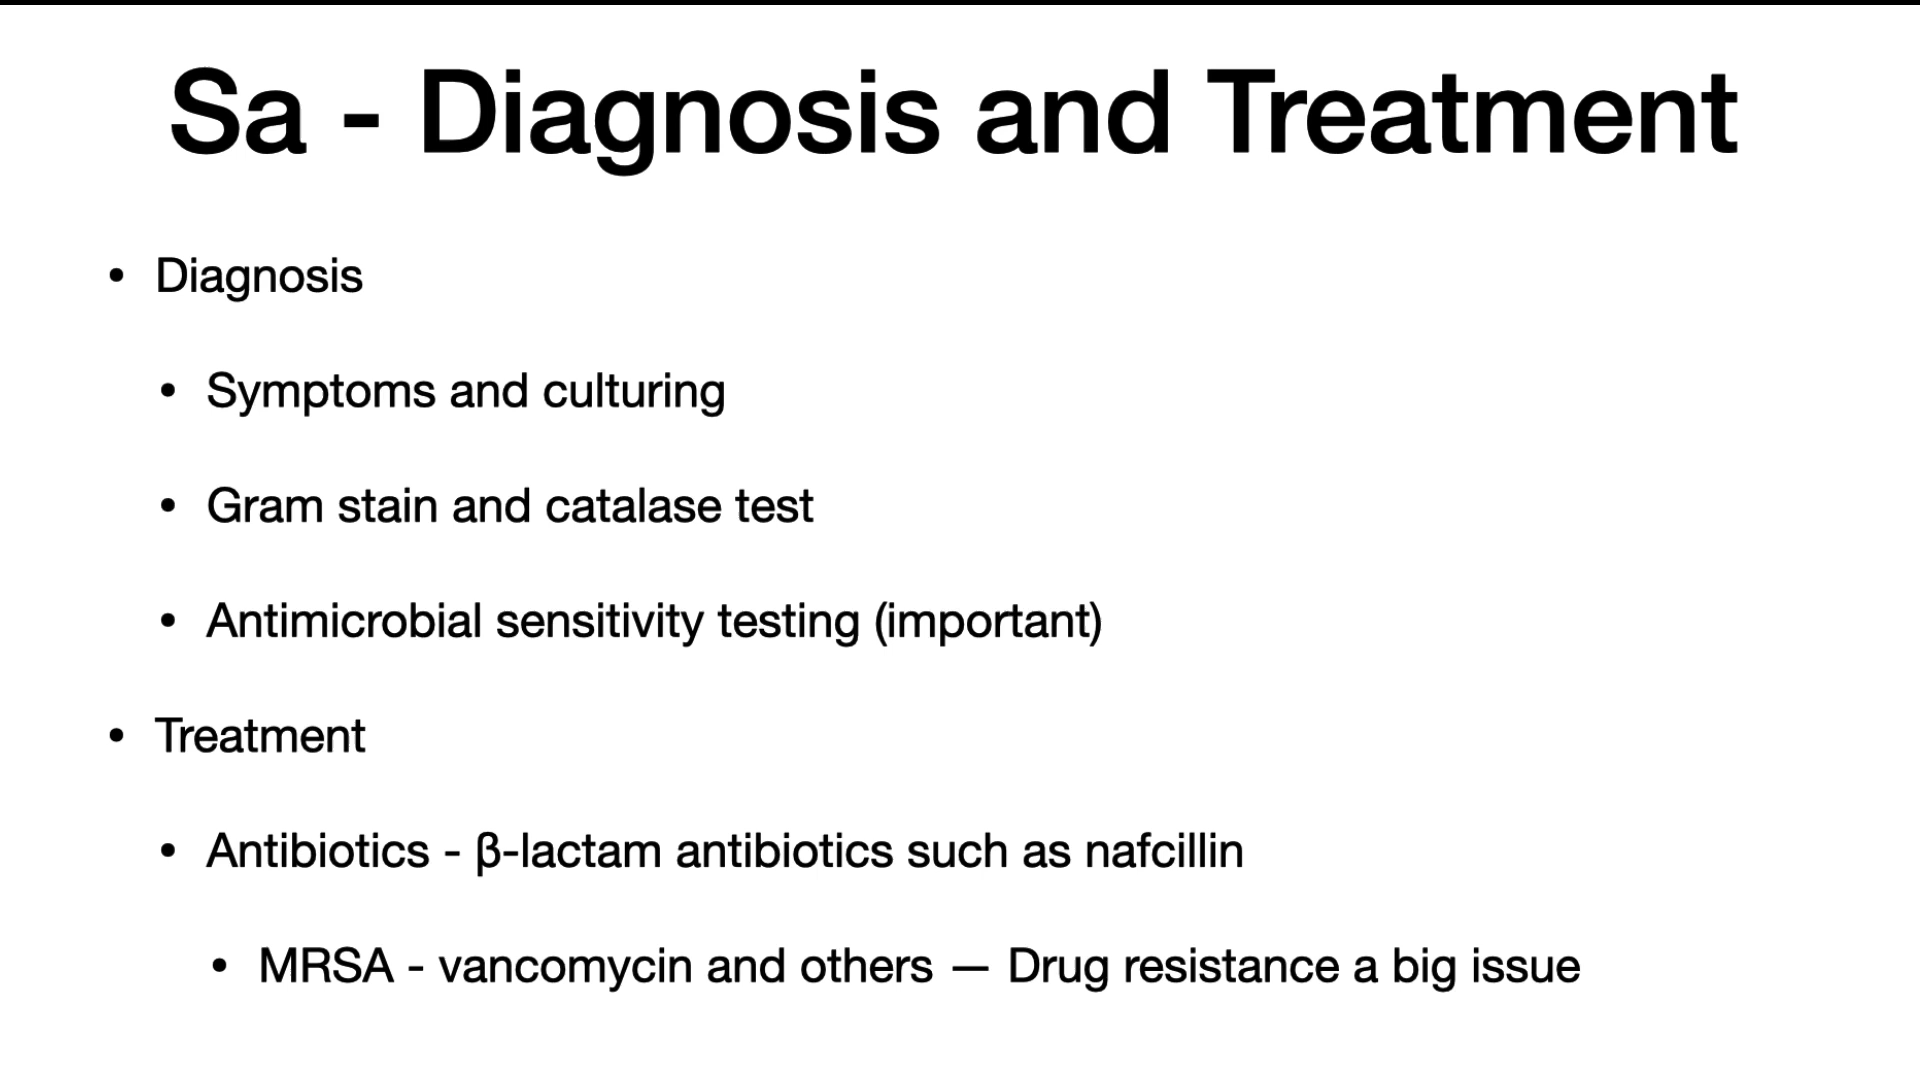 Sa - Diagnosis and Treatment
• Diagnosis
• Symptoms and culturing
• Gram stain and catalase test
• Antimicrobial sensitivity testing (important)
• Treatment
• Antibiotics - β-lactam antibiotics such as nafcillin
• MRSA - vancomycin and others — Drug resistance a big issue